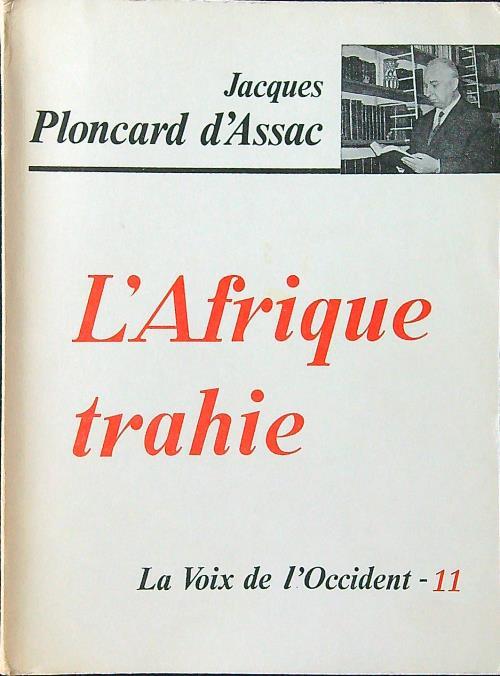 Jacques
Ploncard d'Assac
L'Afrique
trahie
La Voix de l'Occident - 11